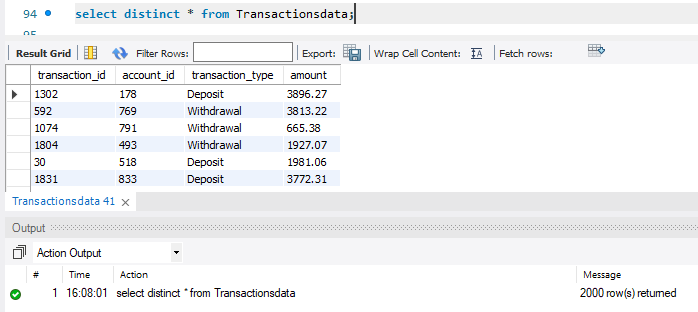 94 select distinct * from Transactionsdata;
95
Result Grid Filter Rows: Export: Wrap Cell Content: IA Fetch rows:
transaction_id account_id transaction_type amount
1302 178 Deposit 3896.27
592 769 Withdrawal 3813.22
1074 791 Withdrawal 665.38
1804 493 Withdrawal 1927.07
30 518 Deposit 1981.06
1831 833 Deposit 3772.31
Transactionsdata 41
Output
Action Output
# Time Action Message
1 16:08:01 select distinct * from Transactionsdata 2000 row(s) returned